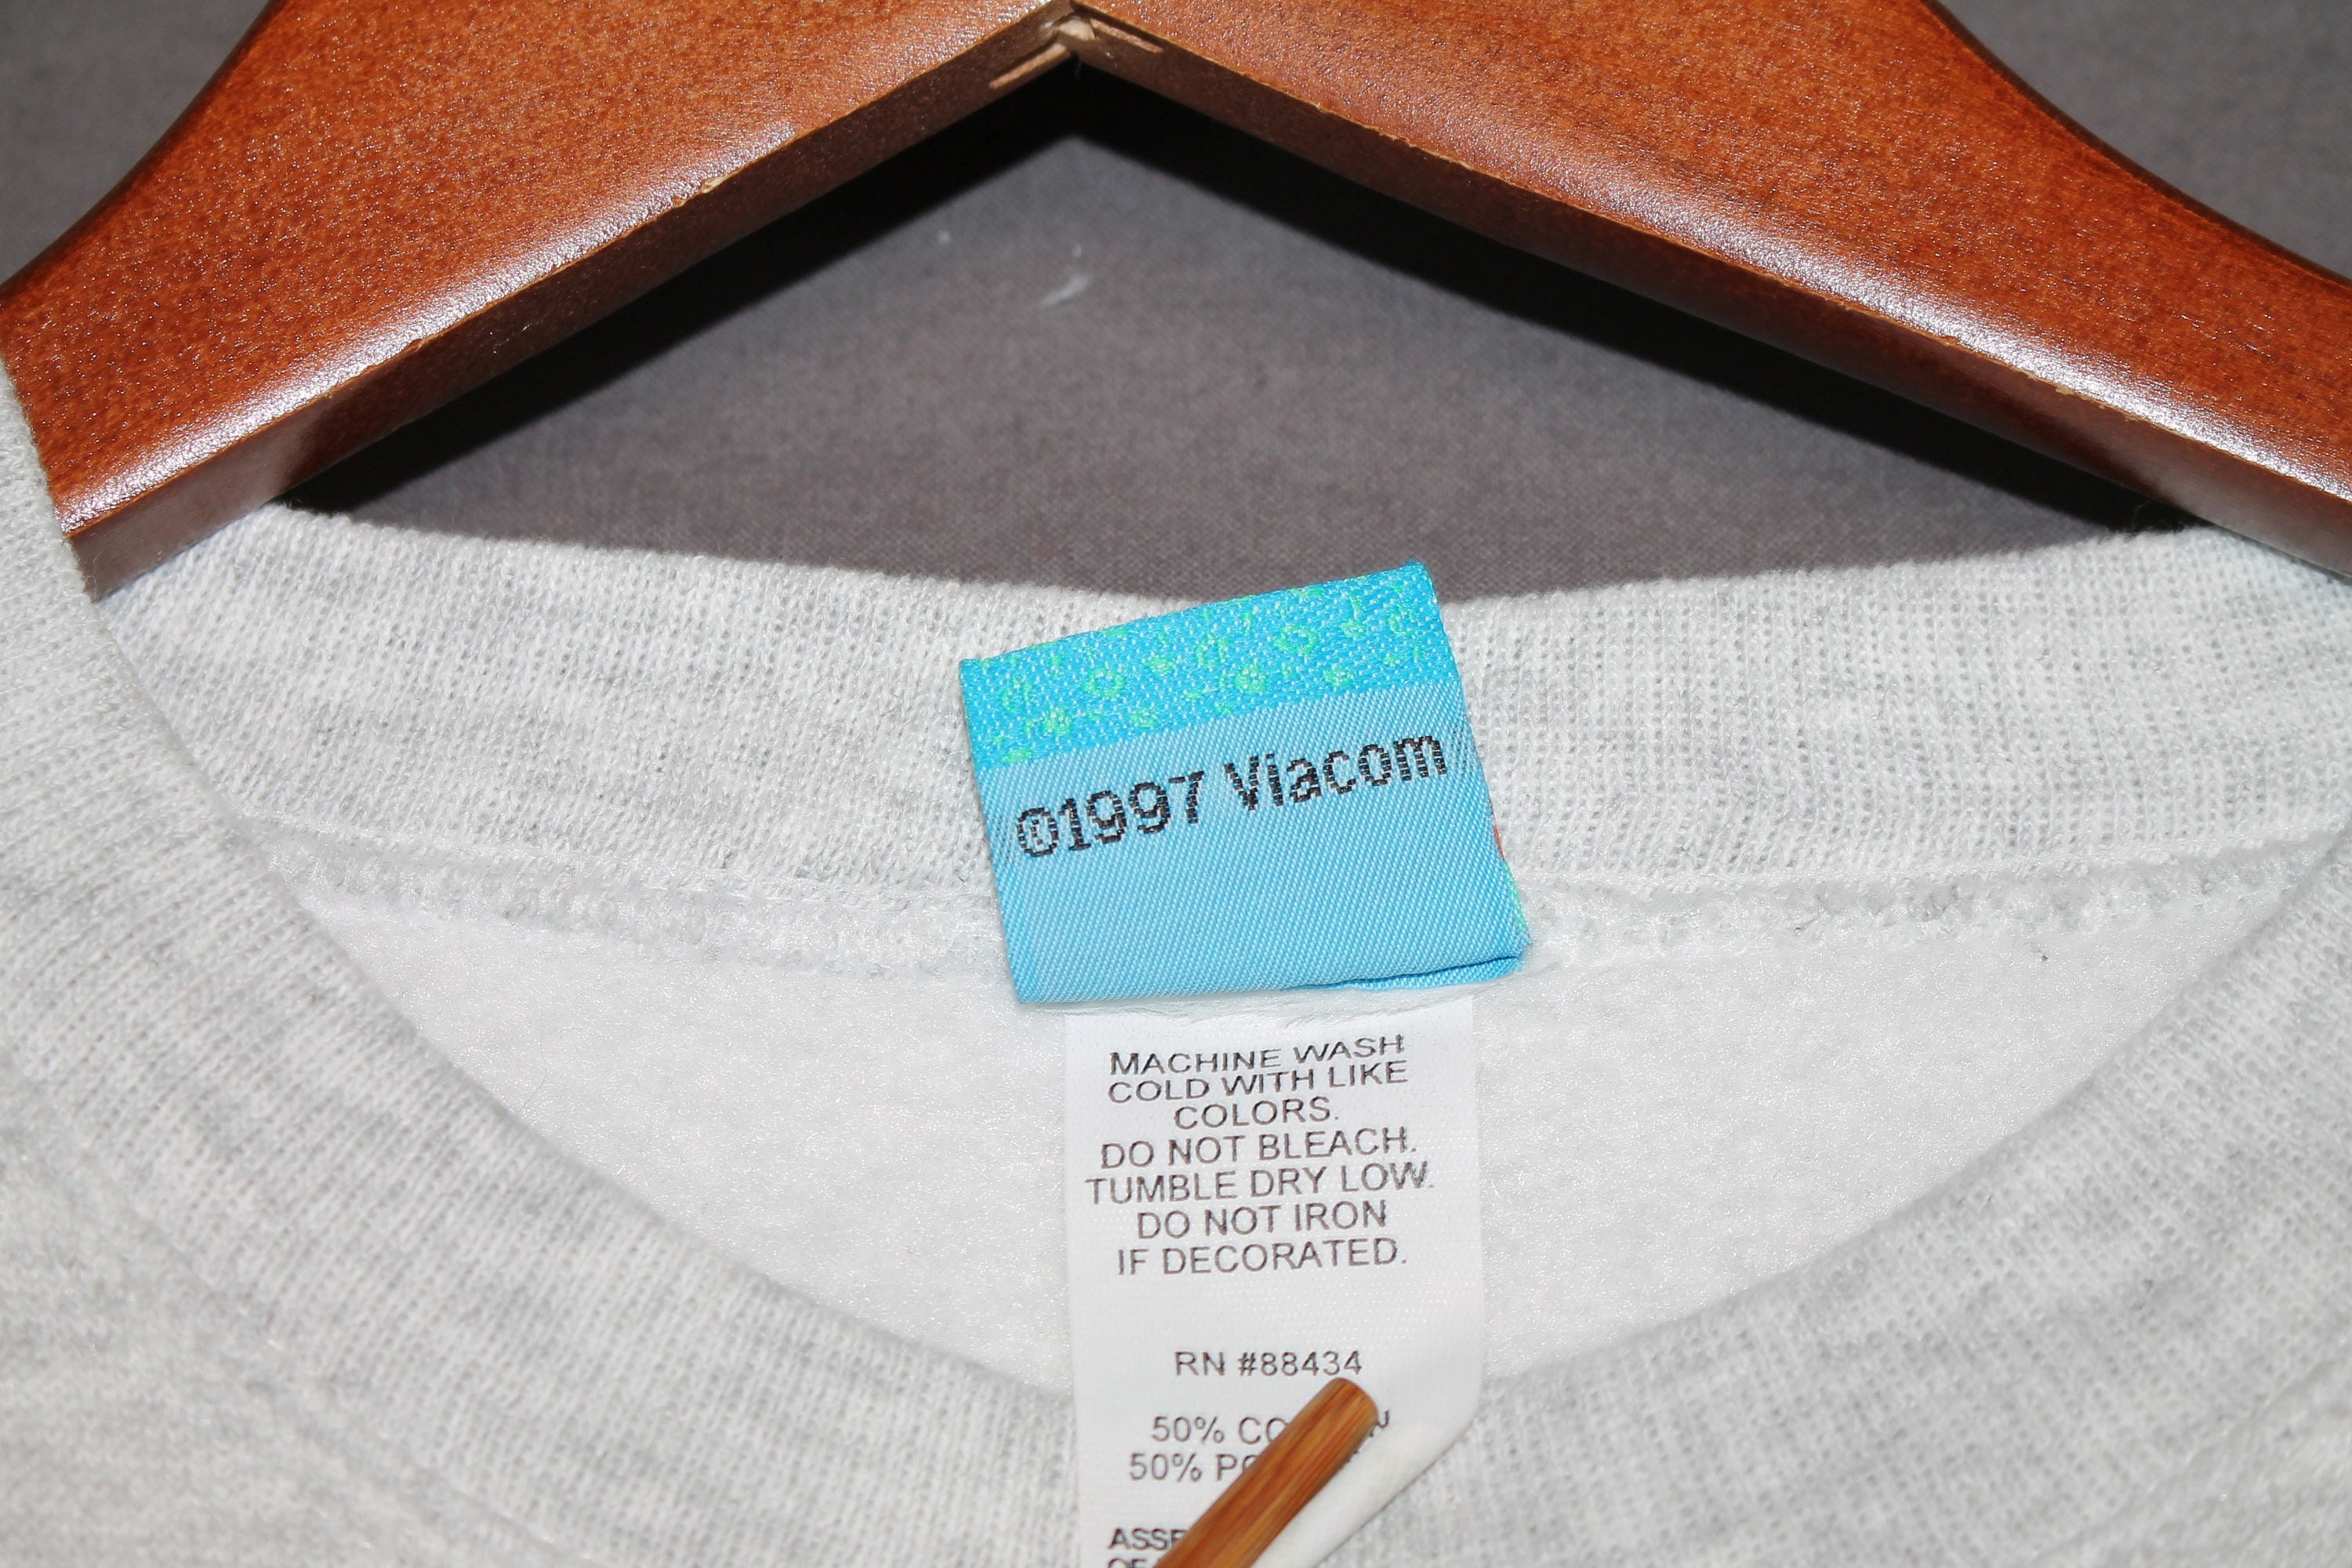 ©1997 Viacom
MACHINE WASH
COLD WITH LIKE
COLORS.
DO NOT BLEACH.
TUMBLE DRY LOW.
DO NOT IRON
IF DECORATED.
RN #88434
50%
50%